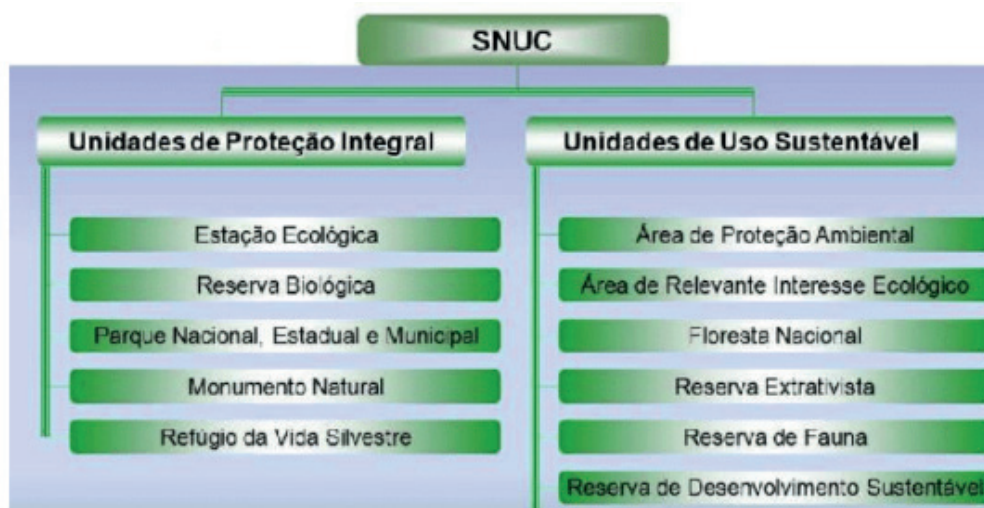 SNUC
Unidades de Proteção Integral
Estação Ecológica
Reserva Biológica
Parque Nacional, Estadual e Municipal
Monumento Natural
Refúgio da Vida Silvestre
Unidades de Uso Sustentável
Área de Proteção Ambiental
Área de Relevante Interesse Ecológico
Floresta Nacional
Reserva Extrativista
Reserva de Fauna
Reserva de Desenvolvimento Sustentável